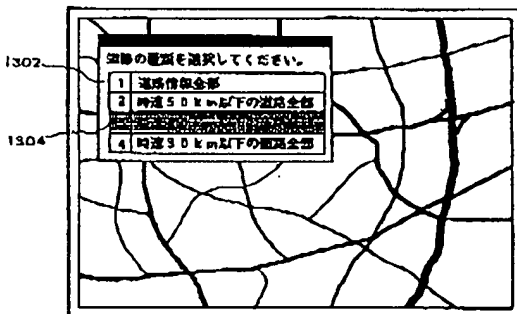 道路の種類を選択してください。
1302
1 道路情報全部
2 時速50km以下の道路全部
1304
4 時速30km以下の道路全部